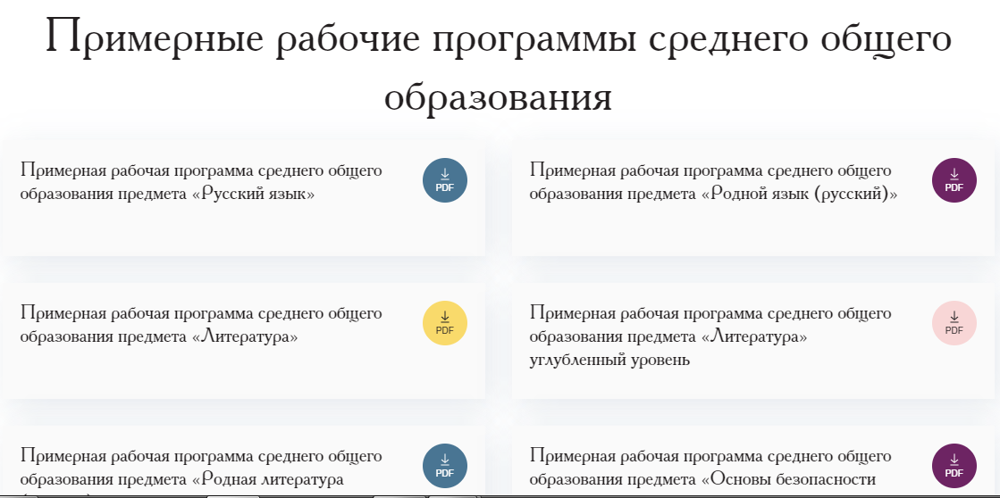 Примерные рабочие программы среднего общего
образования
Примерная рабочая программа среднего общего
образования предмета «Русский язык»
PDF
Примерная рабочая программа среднего общего
образования предмета «Родной язык (русский)»
PDF
Примерная рабочая программа среднего общего
образования предмета «Литература»
PDF
Примерная рабочая программа среднего общего
образования предмета «Литература»
углубленный уровень
PDF
Примерная рабочая программа среднего общего
образования предмета «Родная литература
PDF
Примерная рабочая программа среднего общего
образования предмета «Основы безопасности
PDF